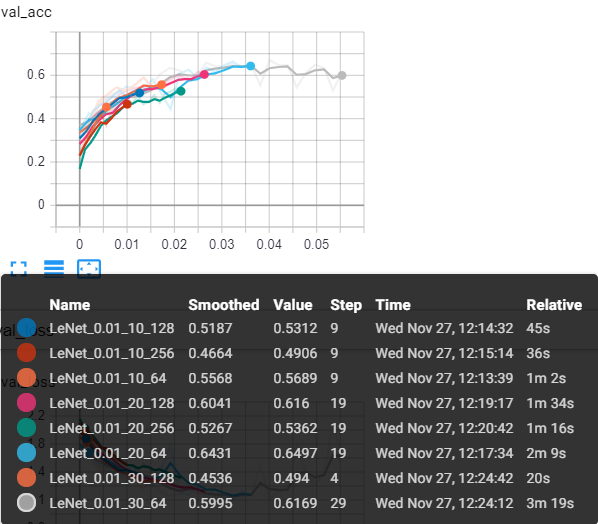 val_acc
0.6
0.4
0.2
0
0 0.01 0.02 0.03 0.04 0.05
Name Smoothed Value Step Time Relative
LeNet_0.01_10_128 0.5187 0.5312 9 Wed Nov 27, 12:14:32 45s
LeNet_0.01_10_256 0.4664 0.4906 9 Wed Nov 27, 12:15:14 36s
LeNet_0.01_10_64 0.5568 0.5689 9 Wed Nov 27, 12:13:39 1m 2s
LeNet_0.01_20_128 0.6041 0.616 19 Wed Nov 27, 12:19:17 1m 34s
LeNet_0.01_20_256 0.5267 0.5362 19 Wed Nov 27, 12:20:42 1m 16s
LeNet_0.01_20_64 0.6431 0.6497 19 Wed Nov 27, 12:17:34 2m 9s
LeNet_0.01_30_128 0.4536 0.494 4 Wed Nov 27, 12:24:42 20s
LeNet_0.01_30_64 0.5995 0.6169 29 Wed Nov 27, 12:24:12 3m 19s